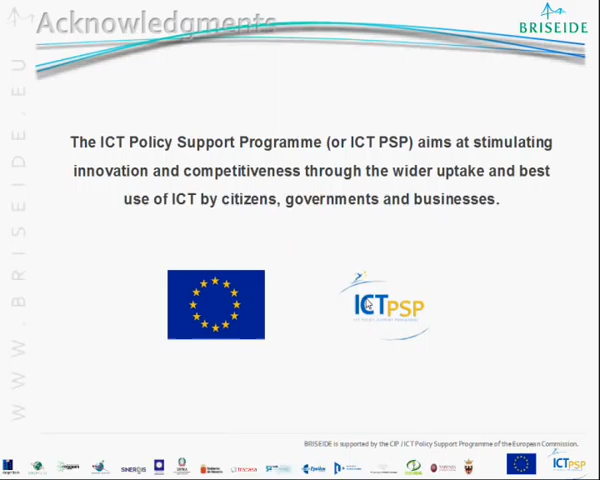 Acknowledgments
BRISEIDE
WWW.BRISEIDE.EU
The ICT Policy Support Programme (or ICT PSP) aims at stimulating
innovation and competitiveness through the wider uptake and best
use of ICT by citizens, governments and businesses.
ICT PSP
BRISEIDE is supported by the CIP / ICT Policy Support Programme of the European Commission.
SINERGIS
tracasa
ICT PSP